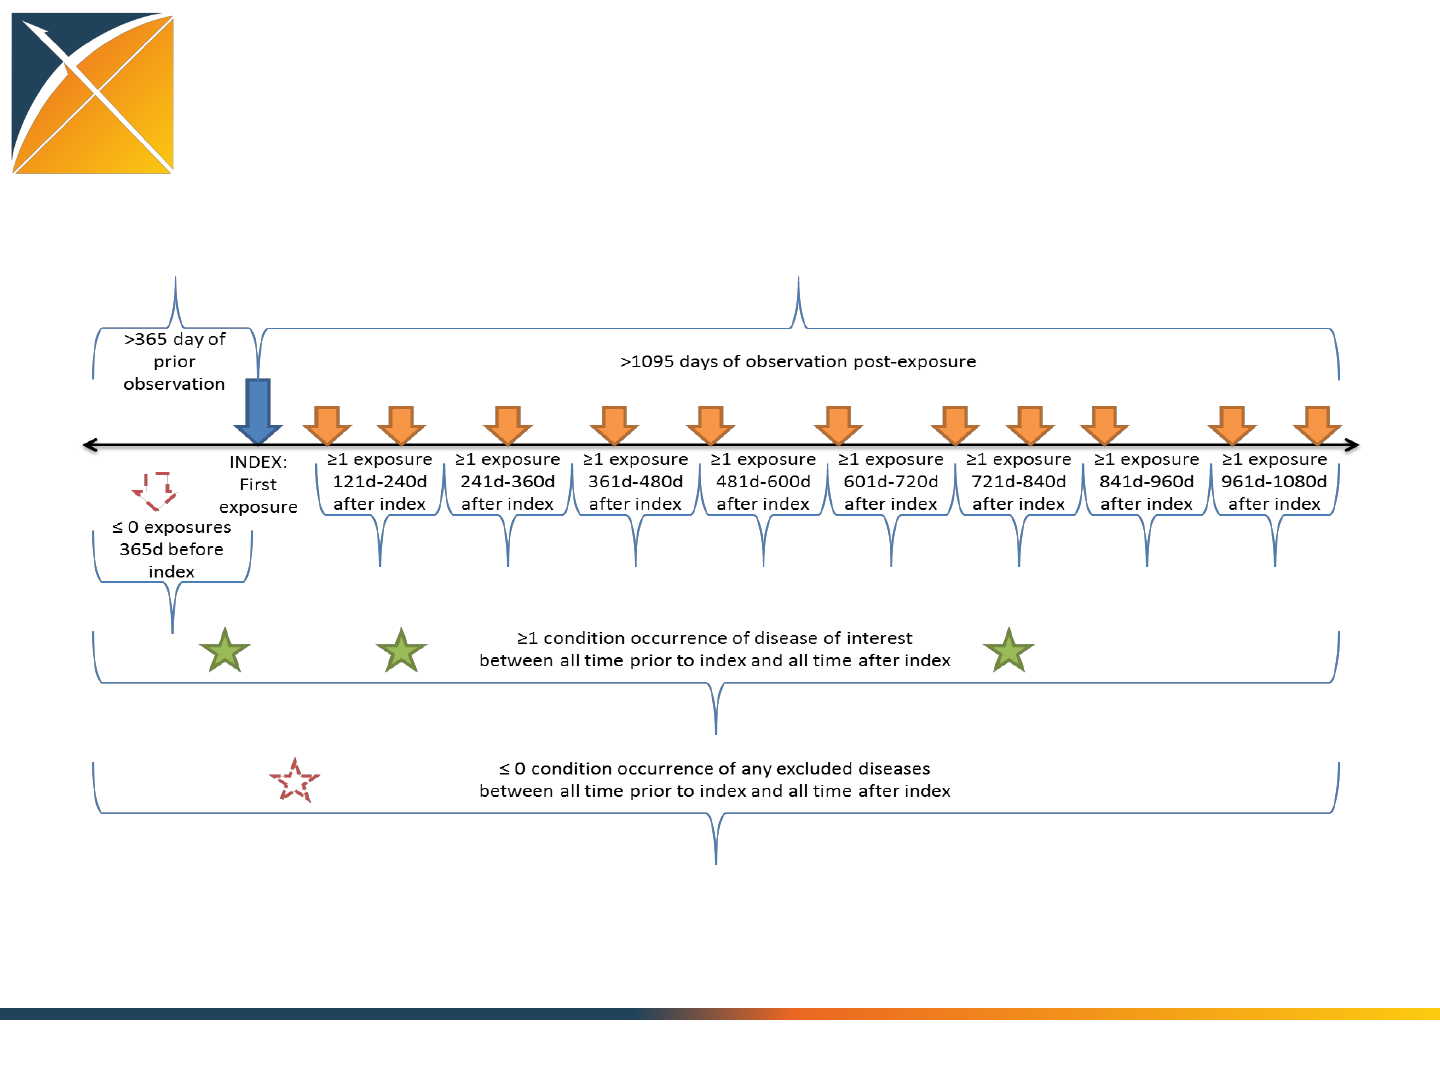 >365 day of
prior
observation
>1095 days of observation post-exposure
INDEX:
First
exposure
≥1 exposure
121d-240d
after index
≥1 exposure
241d-360d
after index
≥1 exposure
361d-480d
after index
≥1 exposure
481d-600d
after index
≥1 exposure
601d-720d
after index
≥1 exposure
721d-840d
after index
≥1 exposure
841d-960d
after index
≥1 exposure
961d-1080d
after index
≤ 0 exposures
365d before
index
≥1 condition occurrence of disease of interest
between all time prior to index and all time after index
≤ 0 condition occurrence of any excluded diseases
between all time prior to index and all time after index